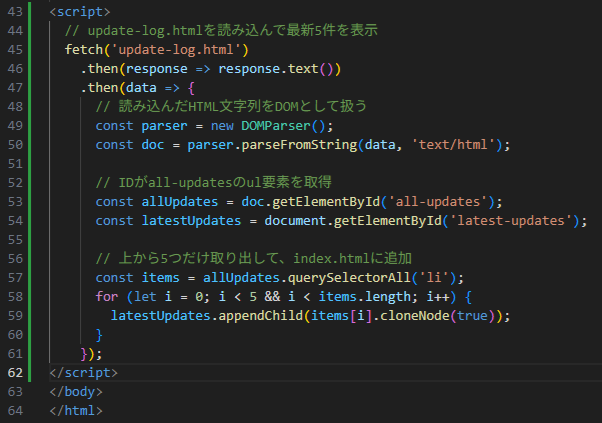 43 <script>
44   // update-log.htmlを読み込んで最新5件を表示
45   fetch('update-log.html')
46     .then(response => response.text())
47     .then(data => {
48       // 読み込んだHTML文字列をDOMとして扱う
49       const parser = new DOMParser();
50       const doc = parser.parseFromString(data, 'text/html');
51
52       // IDがall-updatesのul要素を取得
53       const allUpdates = doc.getElementById('all-updates');
54       const latestUpdates = document.getElementById('latest-updates');
55
56       // 上から5つだけ取り出して、index.htmlに追加
57       const items = allUpdates.querySelectorAll('li');
58       for (let i = 0; i < 5 && i < items.length; i++) {
59         latestUpdates.appendChild(items[i].cloneNode(true));
60       }
61     });
62 </script>
63 </body>
64 </html>